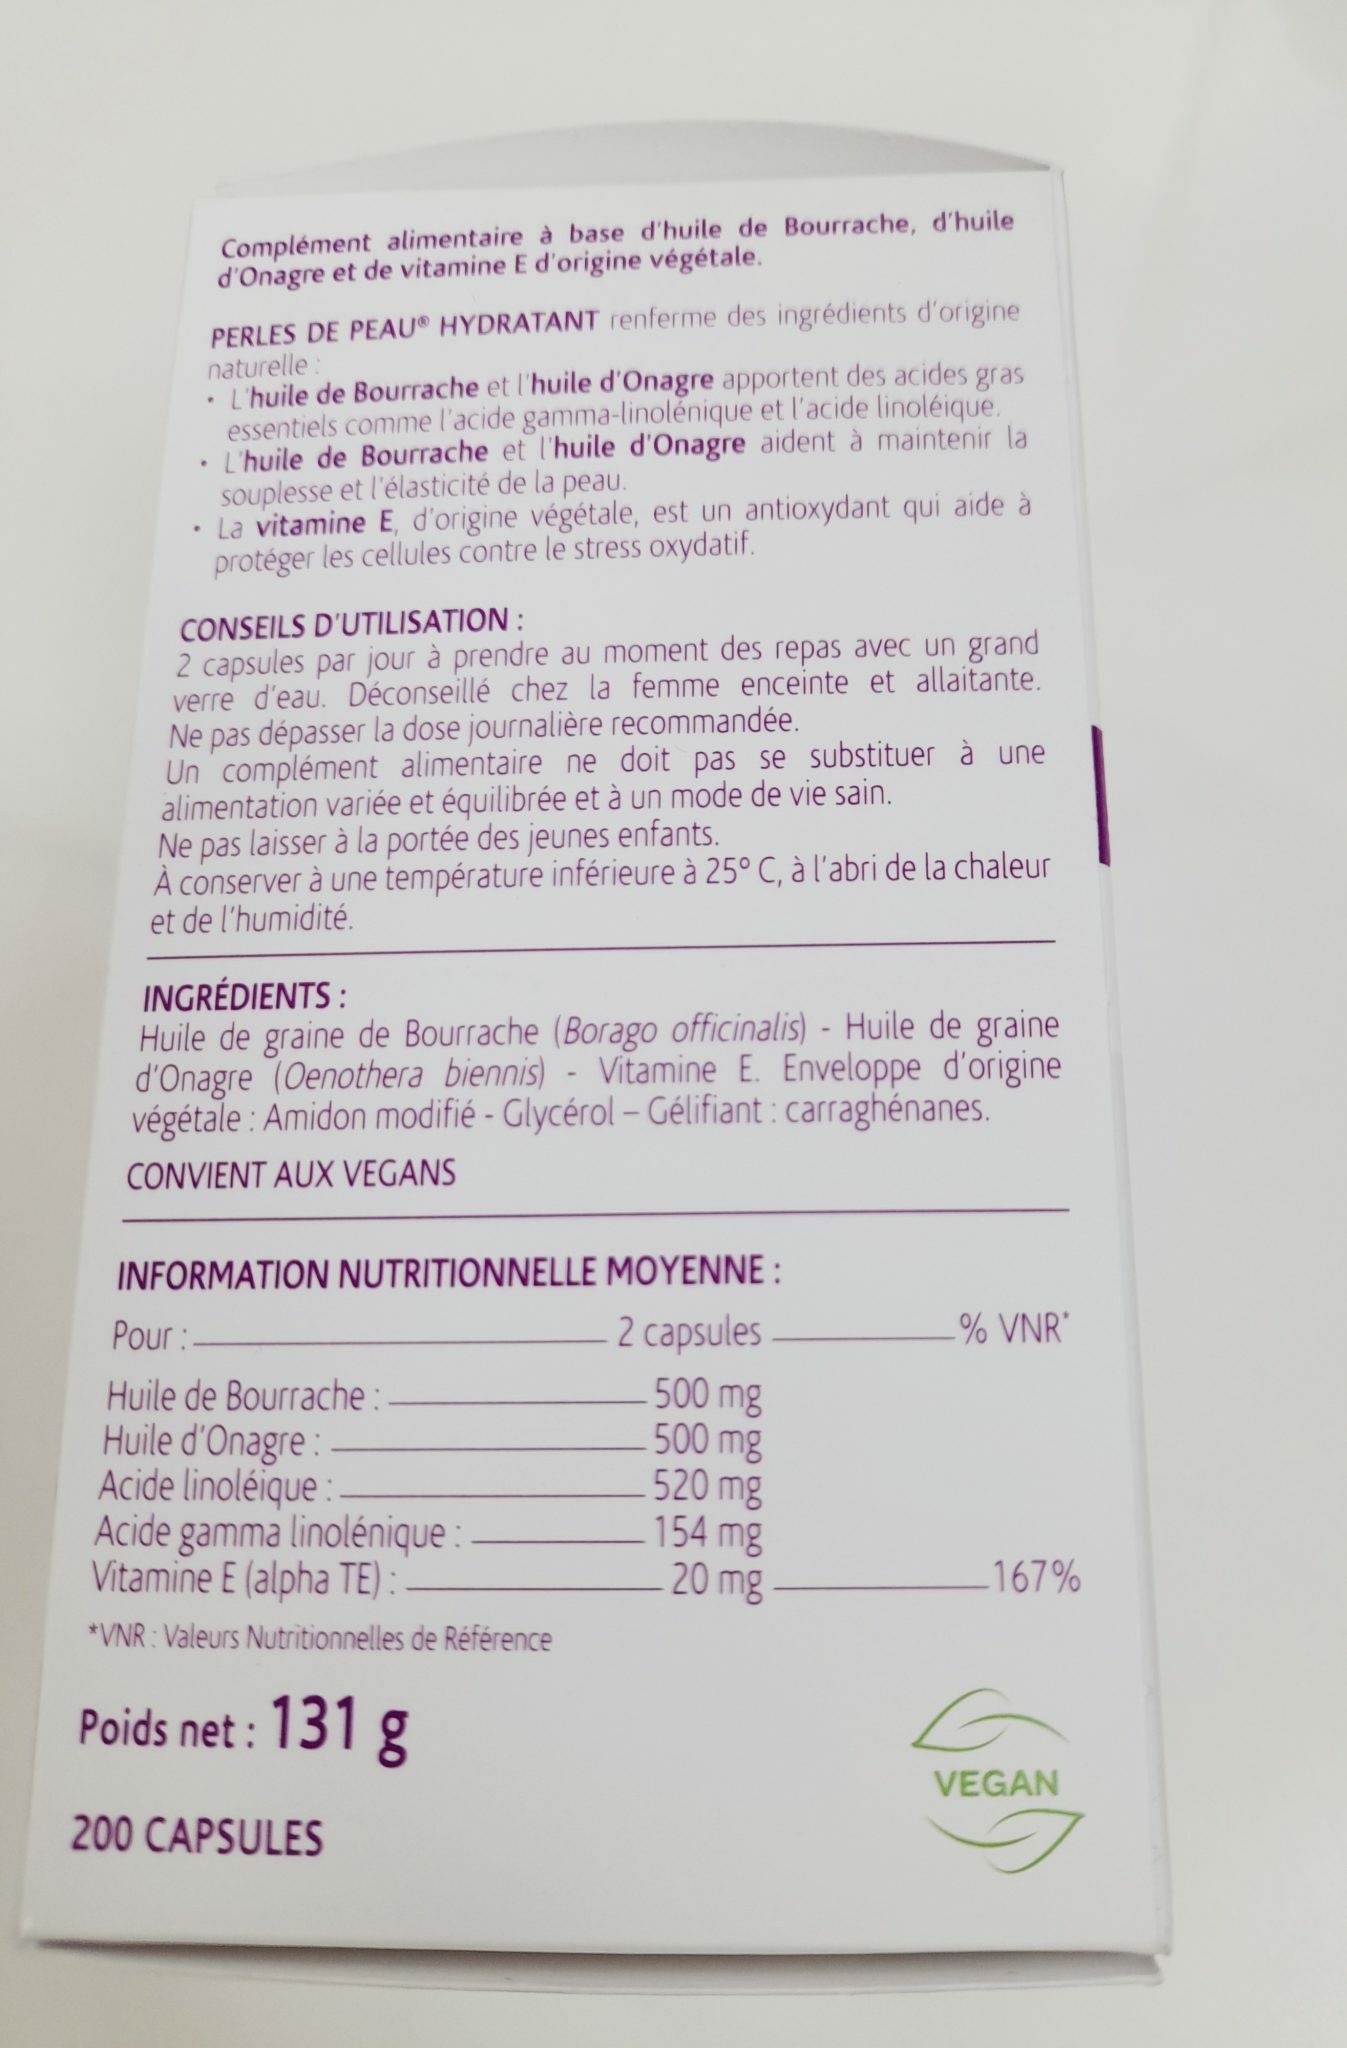 Complément alimentaire à base d'huile de Bourrache, d'huile
d'Onagre et de vitamine E d'origine végétale.
PERLES DE PEAU® HYDRATANT renferme des ingrédients d'origine
naturelle :
• L'huile de Bourrache et l'huile d'Onagre apportent des acides gras
essentiels comme l'acide gamma-linolénique et l'acide linoléique.
• L'huile de Bourrache et l'huile d'Onagre aident à maintenir la
souplesse et l'élasticité de la peau.
• La vitamine E, d'origine végétale, est un antioxydant qui aide à
protéger les cellules contre le stress oxydatif.
CONSEILS D'UTILISATION :
2 capsules par jour à prendre au moment des repas avec un grand
verre d'eau. Déconseillé chez la femme enceinte et allaitante.
Ne pas dépasser la dose journalière recommandée.
Un complément alimentaire ne doit pas se substituer à une
alimentation variée et équilibrée et à un mode de vie sain.
Ne pas laisser à la portée des jeunes enfants.
À conserver à une température inférieure à 25° C, à l'abri de la chaleur
et de l'humidité.
INGRÉDIENTS :
Huile de graine de Bourrache (Borago officinalis) - Huile de graine
d'Onagre (Oenothera biennis) - Vitamine E. Enveloppe d'origine
végétale : Amidon modifié - Glycérol – Gélifiant : carraghénanes.
CONVIENT AUX VEGANS
INFORMATION NUTRITIONNELLE MOYENNE :
Pour : 2 capsules % VNR*
Huile de Bourrache : 500 mg
Huile d'Onagre : 500 mg
Acide linoléique : 520 mg
Acide gamma linolénique : 154 mg
Vitamine E (alpha TE) : 20 mg 167%
*VNR : Valeurs Nutritionnelles de Référence
Poids net : 131 g
VEGAN
200 CAPSULES